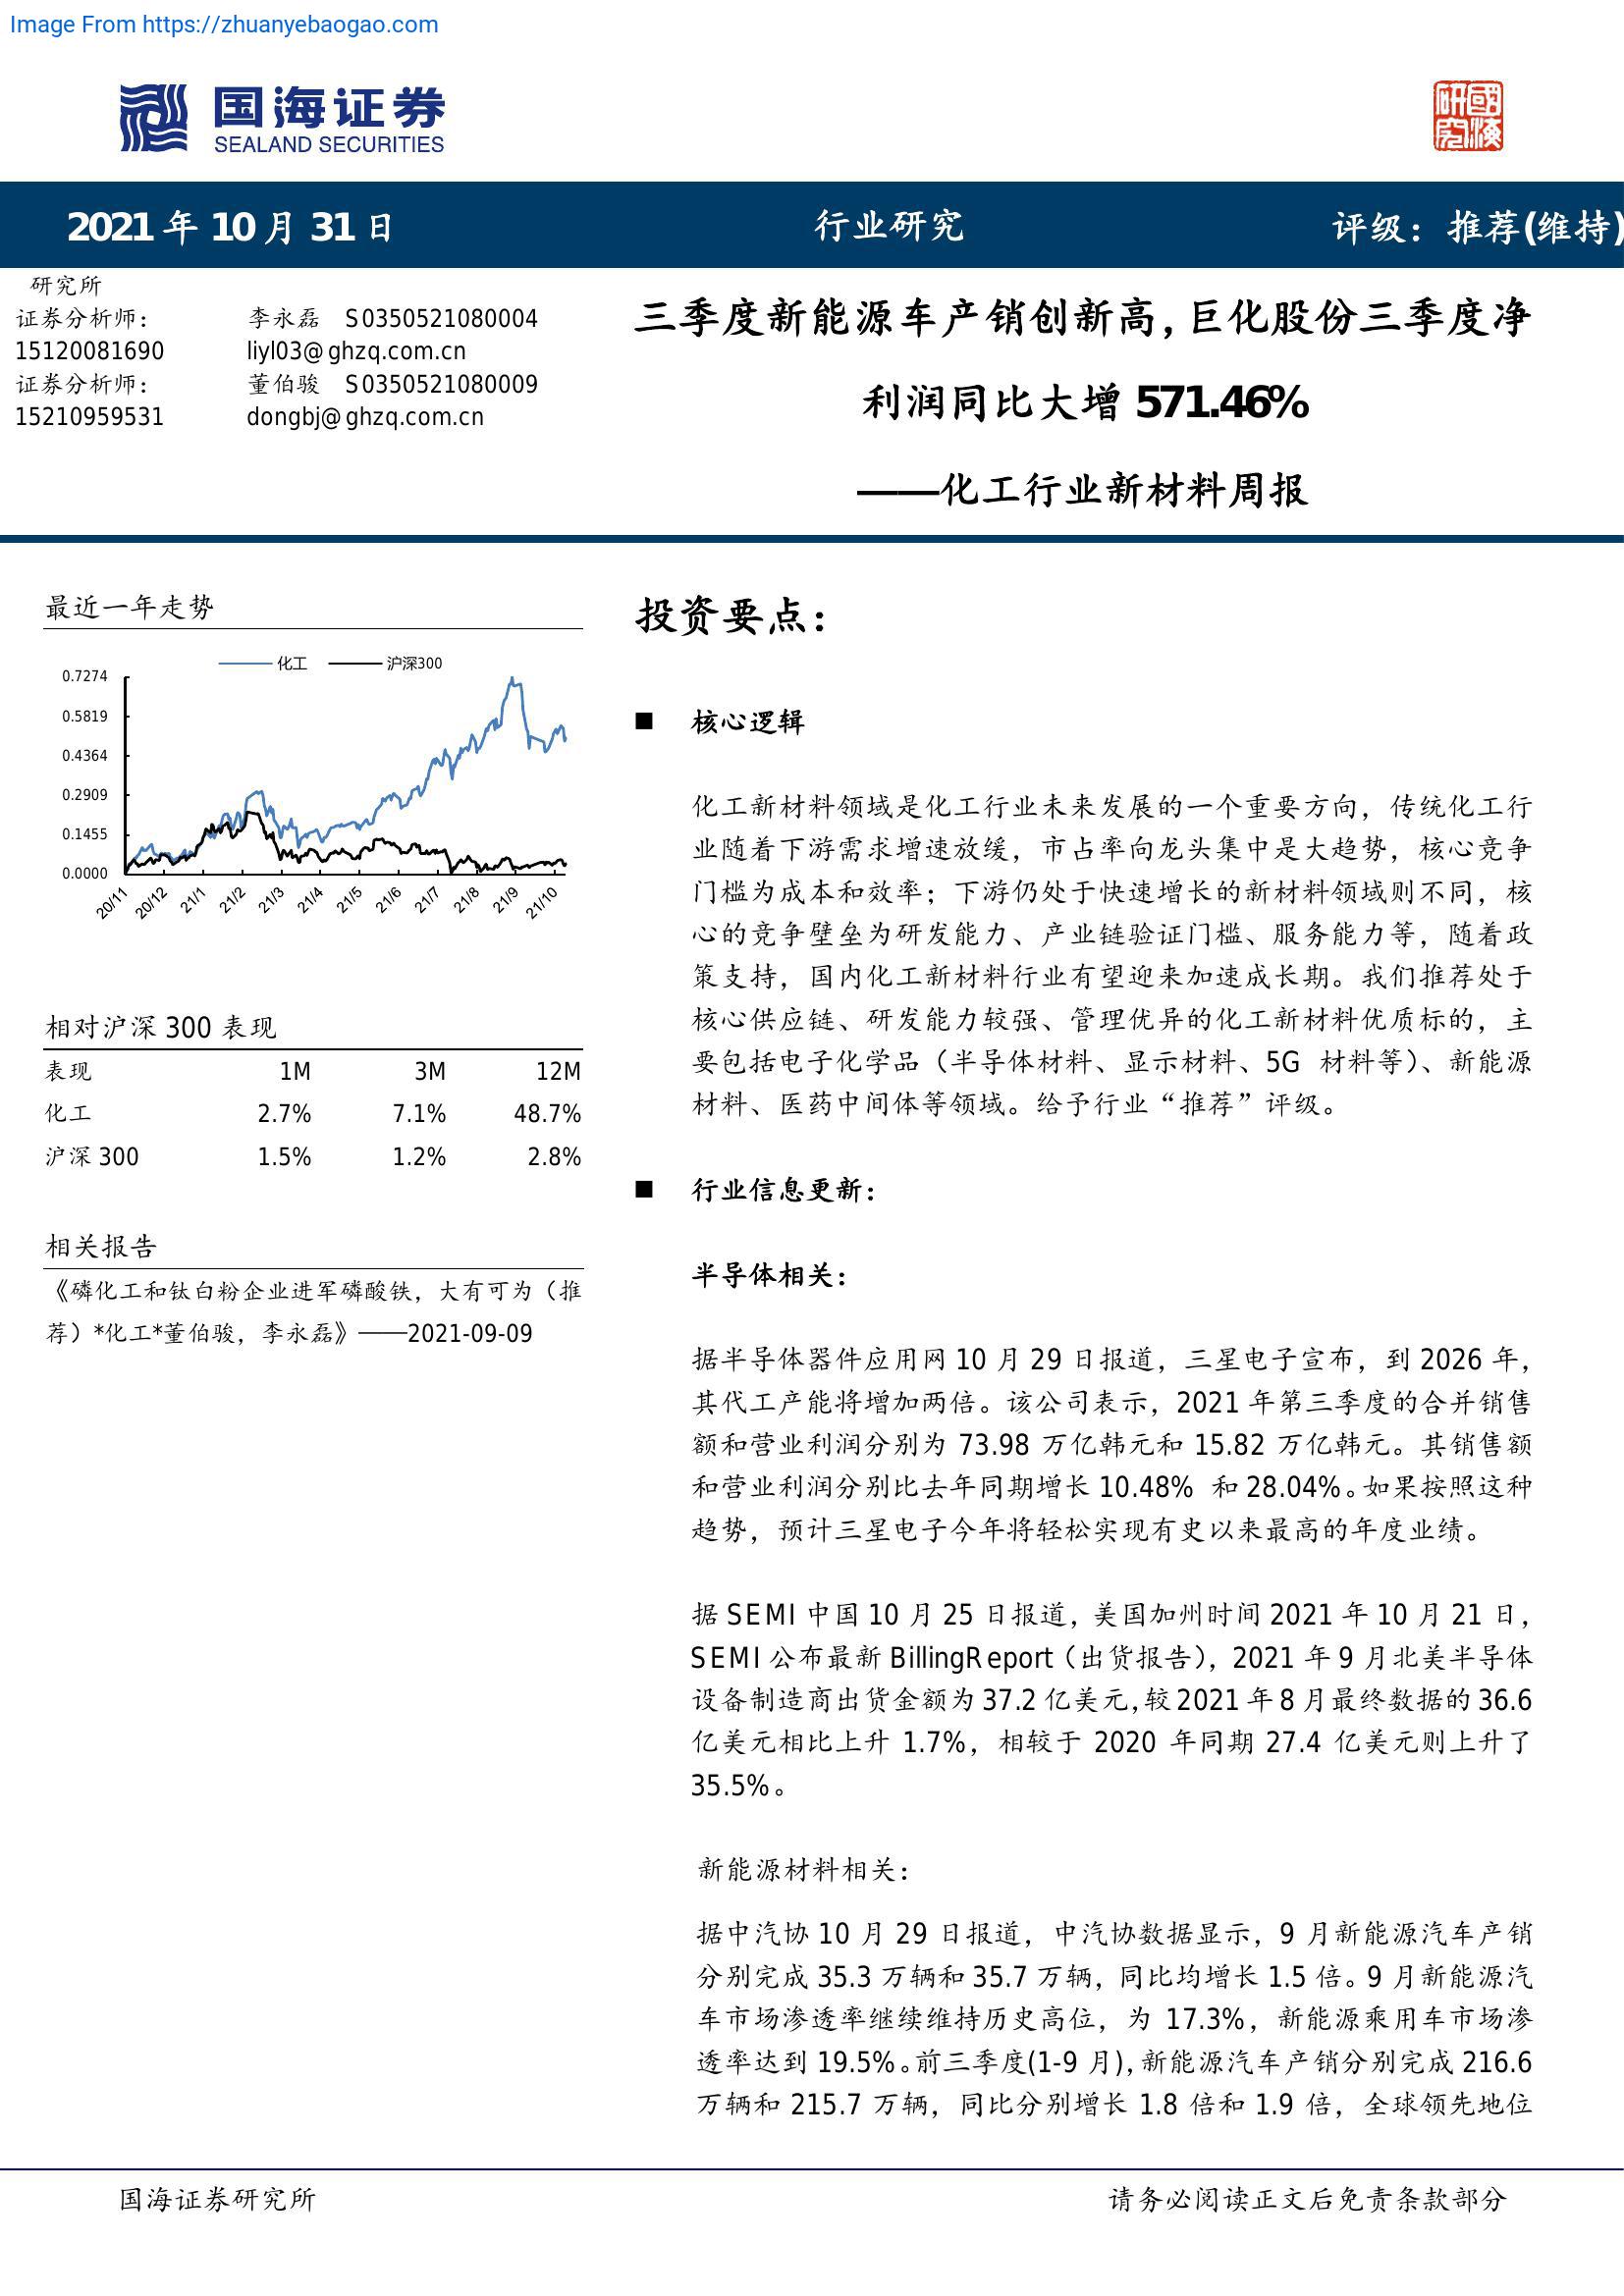 Image From https://zhuanyebaogao.com
国海证券
SEALAND SECURITIES
研國
究海
2021 年 10 月 31 日
行业研究
评级：推荐(维持)
研究所
证券分析师：
李永磊 S0350521080004
15120081690
liyl03@ghzq.com.cn
证券分析师：
董伯骏 S0350521080009
15210959531
dongbj@ghzq.com.cn
三季度新能源车产销创新高，巨化股份三季度净
利润同比大增 571.46%
——化工行业新材料周报
最近一年走势
化工 沪深300
0.7274
0.5819
0.4364
0.2909
0.1455
0.0000
20/11 20/12 21/1 21/2 21/3 21/4 21/5 21/6 21/7 21/8 21/9 21/10
相对沪深 300 表现
表现 1M 3M 12M
化工 2.7% 7.1% 48.7%
沪深 300 1.5% 1.2% 2.8%
相关报告
《磷化工和钛白粉企业进军磷酸铁，大有可为（推
荐）*化工*董伯骏，李永磊》——2021-09-09
投资要点：
■ 核心逻辑
化工新材料领域是化工行业未来发展的一个重要方向，传统化工行
业随着下游需求增速放缓，市占率向龙头集中是大趋势，核心竞争
门槛为成本和效率；下游仍处于快速增长的新材料领域则不同，核
心的竞争壁垒为研发能力、产业链验证门槛、服务能力等，随着政
策支持，国内化工新材料行业有望迎来加速成长期。我们推荐处于
核心供应链、研发能力较强、管理优异的化工新材料优质标的，主
要包括电子化学品（半导体材料、显示材料、5G 材料等）、新能源
材料、医药中间体等领域。给予行业“推荐”评级。
■ 行业信息更新：
半导体相关：
据半导体器件应用网 10 月 29 日报道，三星电子宣布，到 2026 年，
其代工产能将增加两倍。该公司表示，2021 年第三季度的合并销售
额和营业利润分别为 73.98 万亿韩元和 15.82 万亿韩元。其销售额
和营业利润分别比去年同期增长 10.48% 和 28.04%。如果按照这种
趋势，预计三星电子今年将轻松实现有史以来最高的年度业绩。
据 SEMI 中国 10 月 25 日报道，美国加州时间 2021 年 10 月 21 日，
SEMI 公布最新 BillingReport（出货报告），2021 年 9 月北美半导体
设备制造商出货金额为 37.2 亿美元,较 2021 年 8 月最终数据的 36.6
亿美元相比上升 1.7%，相较于 2020 年同期 27.4 亿美元则上升了
35.5%。
新能源材料相关：
据中汽协 10 月 29 日报道，中汽协数据显示，9 月新能源汽车产销
分别完成 35.3 万辆和 35.7 万辆，同比均增长 1.5 倍。9 月新能源汽
车市场渗透率继续维持历史高位，为 17.3%，新能源乘用车市场渗
透率达到 19.5%。前三季度(1-9 月)，新能源汽车产销分别完成 216.6
万辆和 215.7 万辆，同比分别增长 1.8 倍和 1.9 倍，全球领先地位
国海证券研究所
请务必阅读正文后免责条款部分